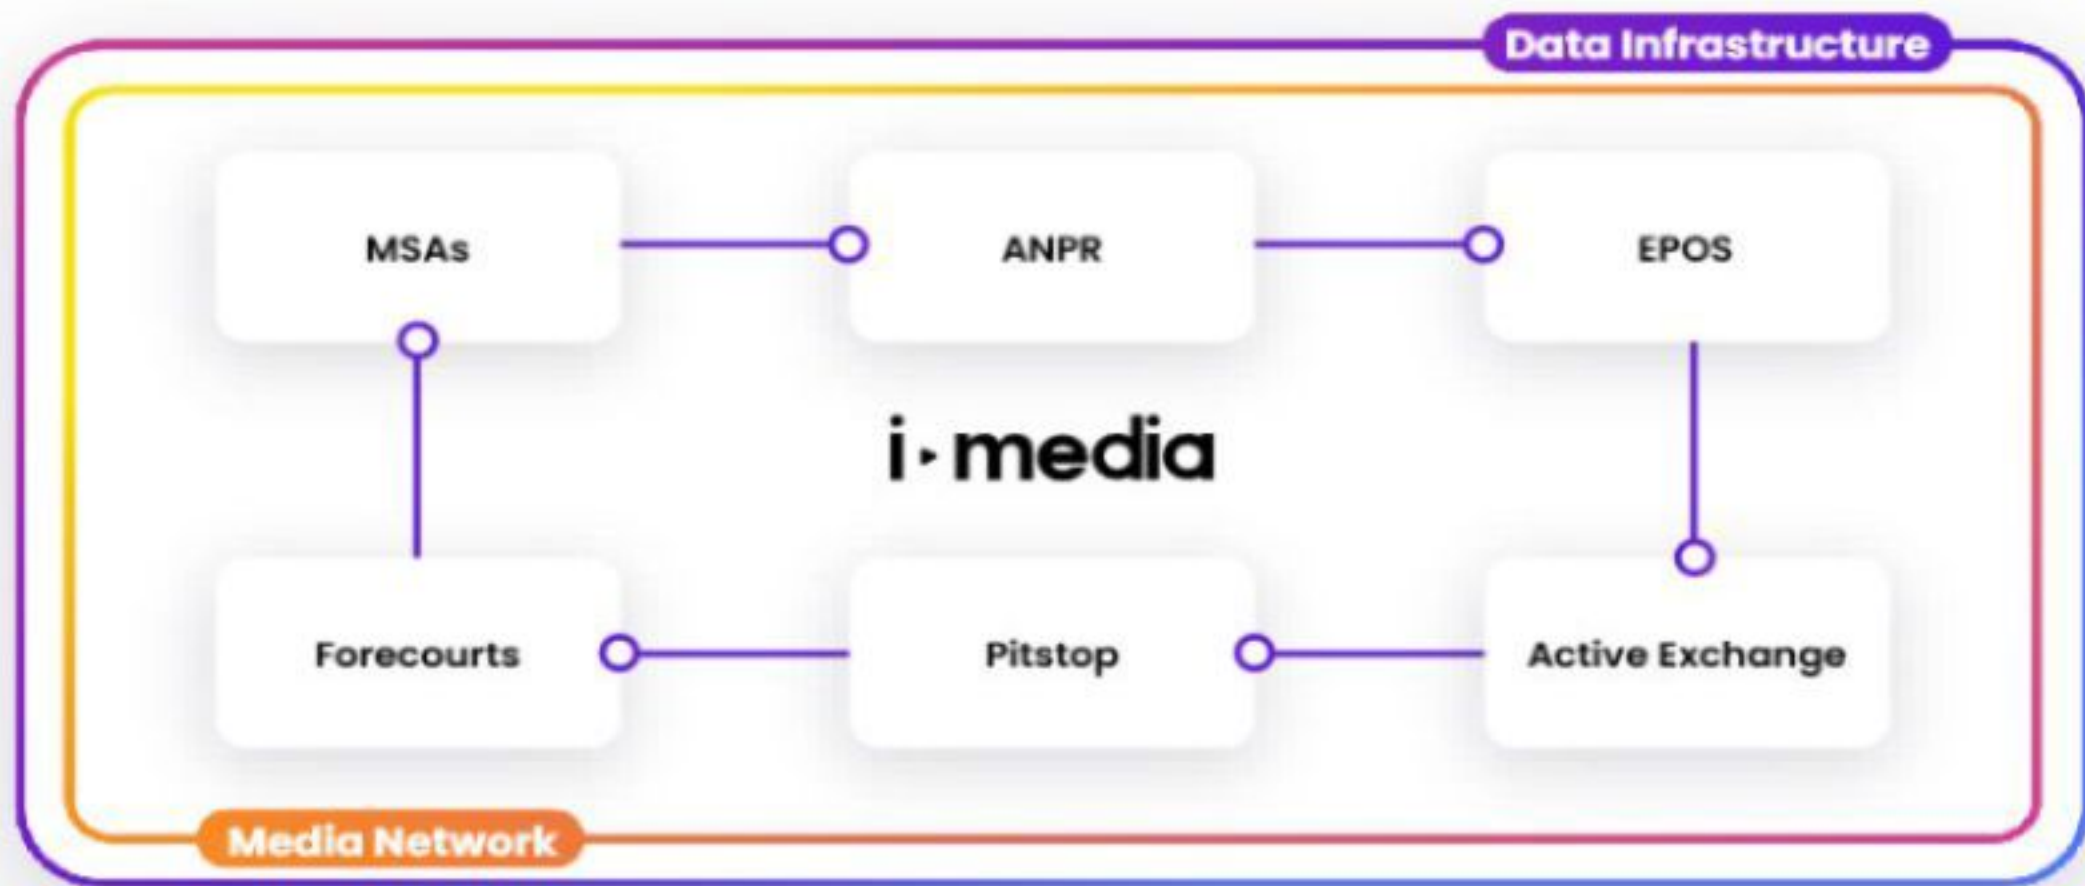 Data Infrastructure
MSAs
ANPR
EPOS
i media
Forecourts
Pitstop
Active Exchange
Media Network